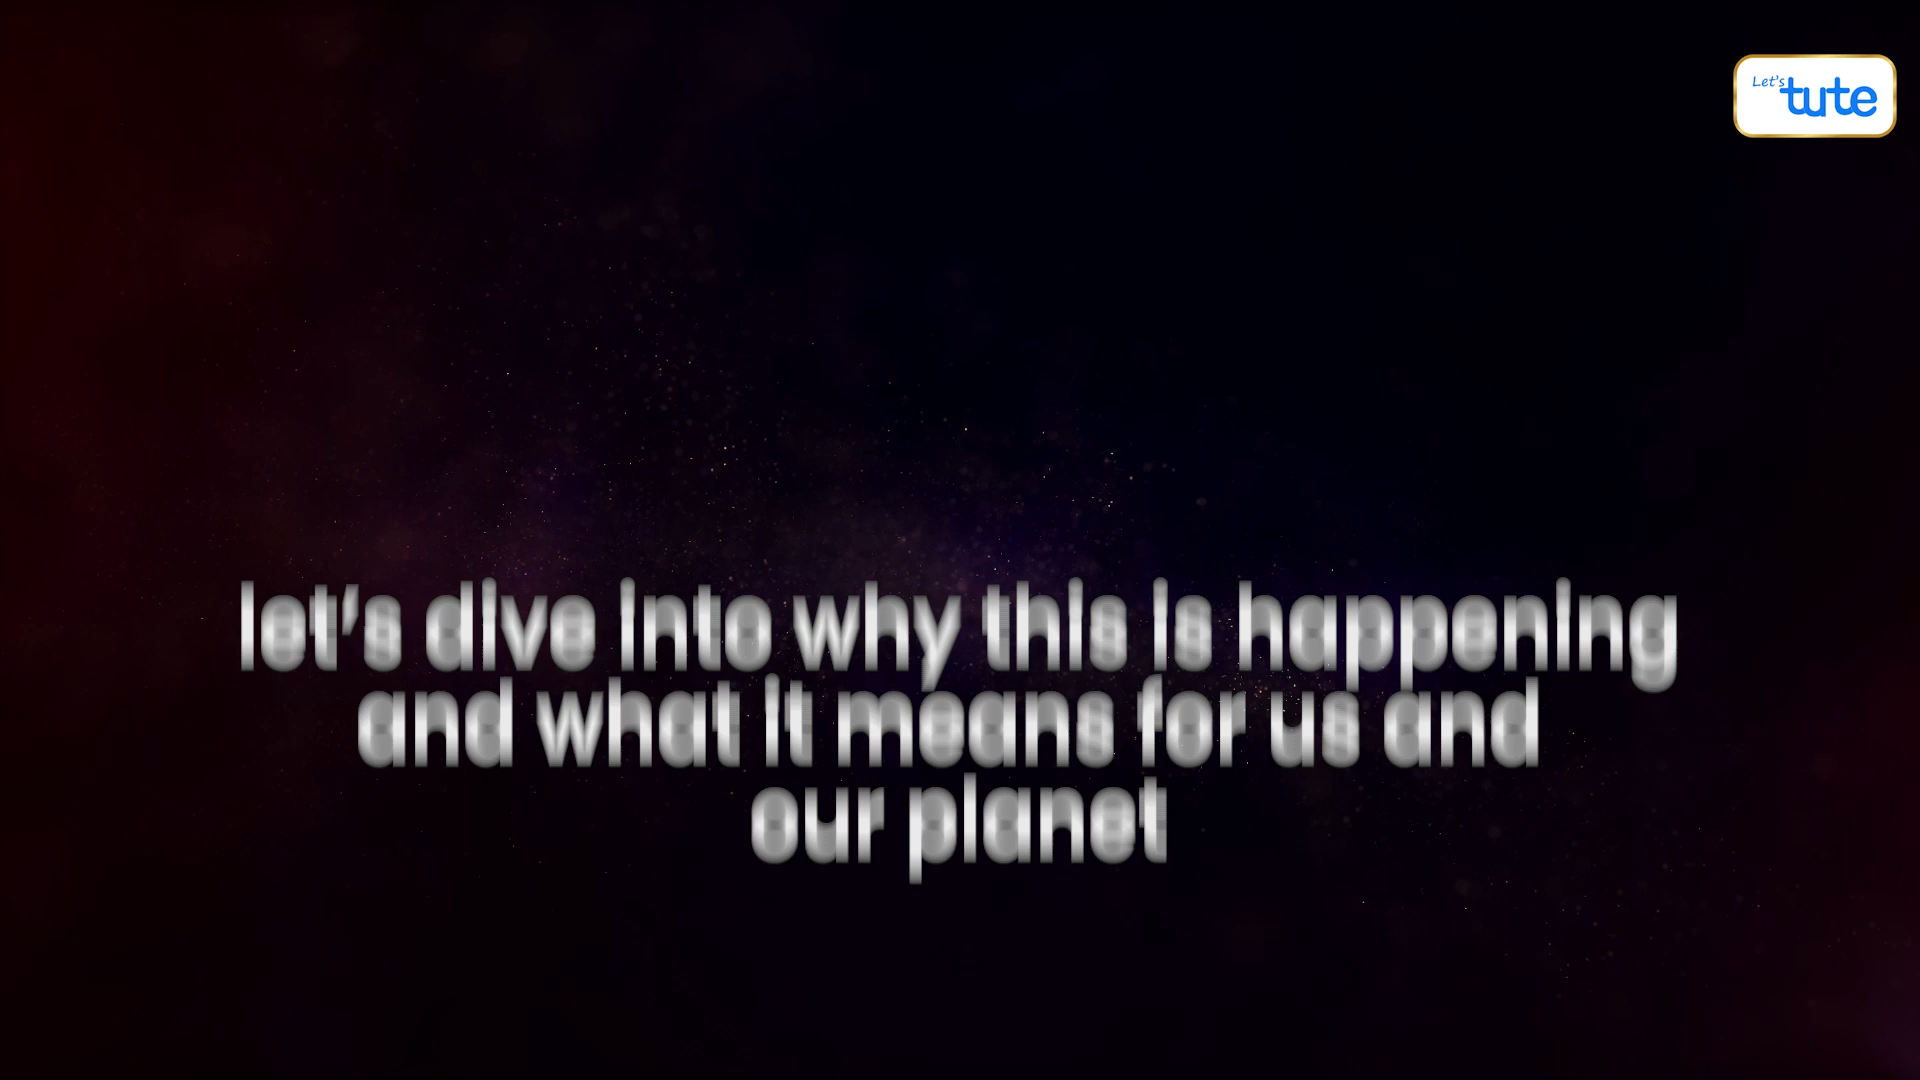 Let's tute
let's dive into why this is happening
and what it means for us and
our planet